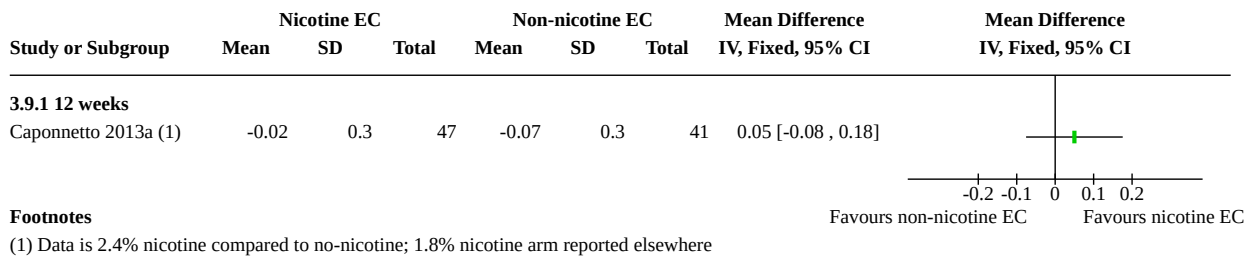 Nicotine EC Non-nicotine EC Mean Difference Mean Difference
Study or Subgroup Mean SD Total Mean SD Total IV, Fixed, 95% CI IV, Fixed, 95% CI
3.9.1 12 weeks
Caponnetto 2013a (1) -0.02 0.3 47 -0.07 0.3 41 0.05 [-0.08 , 0.18]
-0.2 -0.1 0 0.1 0.2
Footnotes Favours non-nicotine EC Favours nicotine EC
(1) Data is 2.4% nicotine compared to no-nicotine; 1.8% nicotine arm reported elsewhere